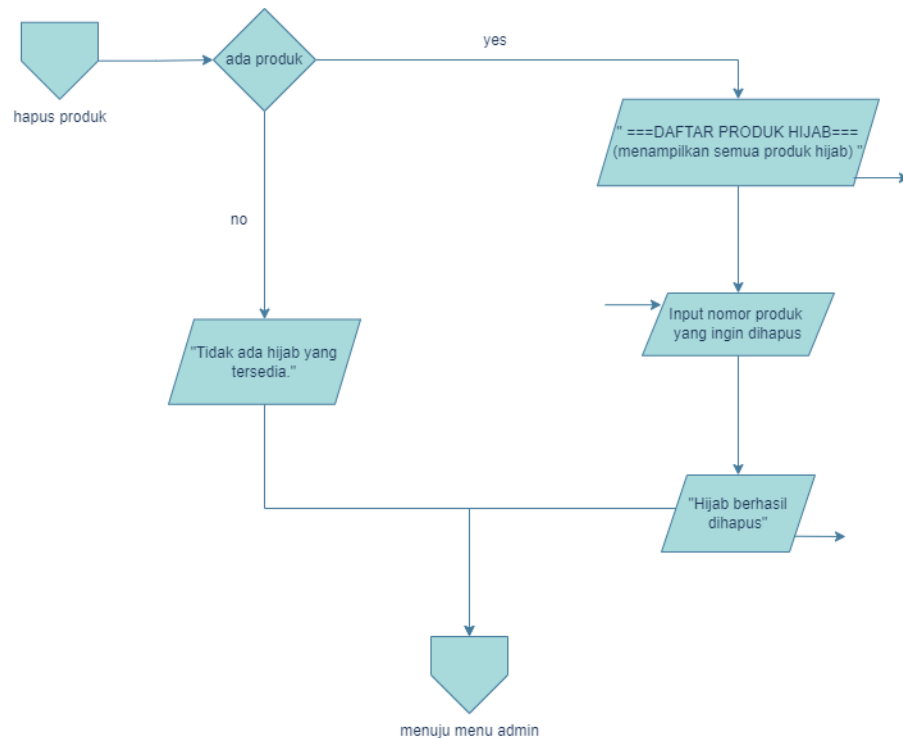 hapus produk
ada produk
yes
" ===DAFTAR PRODUK HIJAB===
(menampilkan semua produk hijab) "
no
Input nomor produk
yang ingin dihapus
"Tidak ada hijab yang
tersedia."
"Hijab berhasil
dihapus"
menuju menu admin